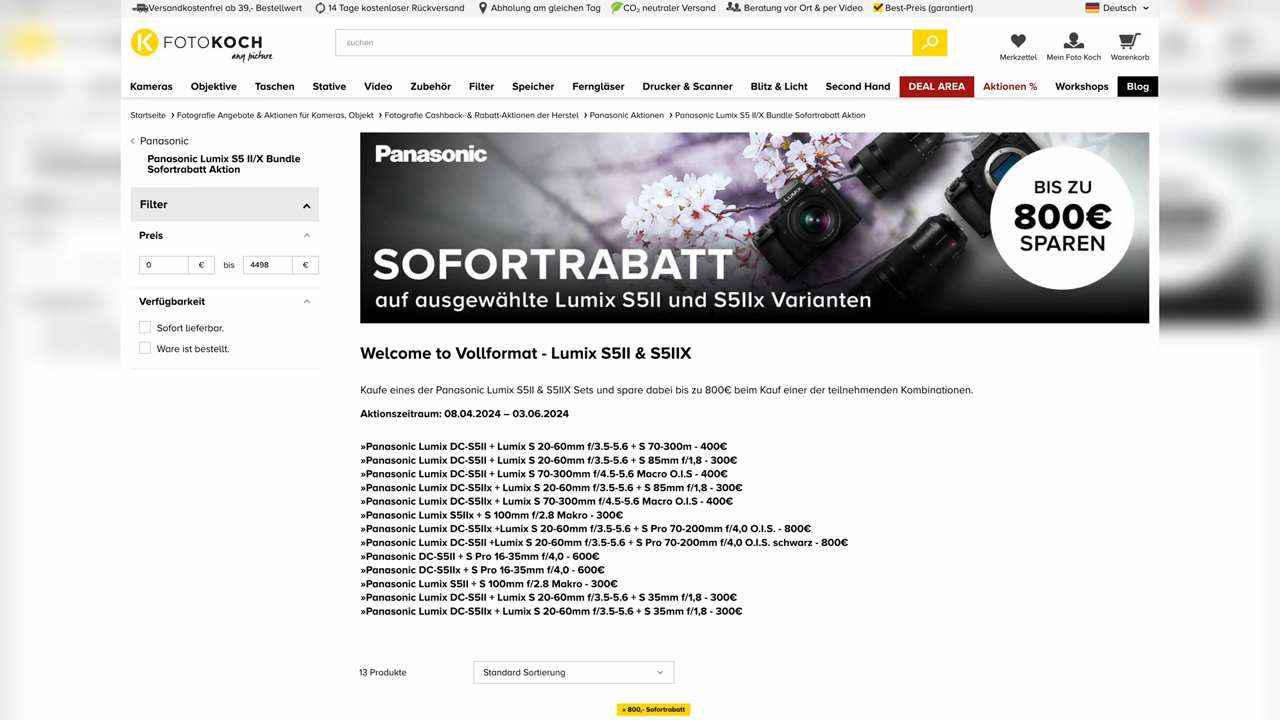 Versandkostenfrei ab 39,- Bestellwert
14 Tage kostenloser Rückversand
Abholung am gleichen Tag
CO₂ neutraler Versand
Beratung vor Ort & per Video
Best-Preis (garantiert)
Deutsch
K FOTOKOCH
any picture
suchen
Merkzettel
Mein Foto Koch
Warenkorb
Kameras Objektive Taschen Stative Video Zubehör Filter Speicher Ferngläser Drucker & Scanner Blitz & Licht Second Hand DEAL AREA Aktionen % Workshops Blog
Startseite › Fotografie Angebote & Aktionen für Kameras, Objekt › Fotografie Cashback- & Rabatt-Aktionen der Herstel › Panasonic Aktionen › Panasonic Lumix S5 II/X Bundle Sofortrabatt Aktion
Panasonic
Panasonic Lumix S5 II/X Bundle
Sofortrabatt Aktion
Filter
Preis
0 € bis 4498 €
Verfügbarkeit
Sofort lieferbar.
Ware ist bestellt.
Panasonic
LUMIX
BIS ZU
800€
SPAREN
SOFORTRABATT
auf ausgewählte Lumix S5II und S5IIx Varianten
Welcome to Vollformat - Lumix S5II & S5IIX
Kaufe eines der Panasonic Lumix S5II & S5IIX Sets und spare dabei bis zu 800€ beim Kauf einer der teilnehmenden Kombinationen.
Aktionszeitraum: 08.04.2024 – 03.06.2024
»Panasonic Lumix DC-S5II + Lumix S 20-60mm f/3.5-5.6 + S 70-300m - 400€
»Panasonic Lumix DC-S5II + Lumix S 20-60mm f/3.5-5.6 + S 85mm f/1,8 - 300€
»Panasonic Lumix DC-S5II + Lumix S 70-300mm f/4.5-5.6 Macro O.I.S - 400€
»Panasonic Lumix DC-S5IIx + Lumix S 20-60mm f/3.5-5.6 + S 85mm f/1,8 - 300€
»Panasonic Lumix DC-S5IIx + Lumix S 70-300mm f/4.5-5.6 Macro O.I.S - 400€
»Panasonic Lumix S5IIx + S 100mm f/2.8 Makro - 300€
»Panasonic Lumix DC-S5IIx +Lumix S 20-60mm f/3.5-5.6 + S Pro 70-200mm f/4,0 O.I.S. - 800€
»Panasonic Lumix DC-S5II +Lumix S 20-60mm f/3.5-5.6 + S Pro 70-200mm f/4,0 O.I.S. schwarz - 800€
»Panasonic DC-S5II + S Pro 16-35mm f/4,0 - 600€
»Panasonic DC-S5IIx + S Pro 16-35mm f/4,0 - 600€
»Panasonic Lumix S5II + S 100mm f/2.8 Makro - 300€
»Panasonic Lumix DC-S5II + Lumix S 20-60mm f/3.5-5.6 + S 35mm f/1,8 - 300€
»Panasonic Lumix DC-S5IIx + Lumix S 20-60mm f/3.5-5.6 + S 35mm f/1,8 - 300€
13 Produkte
Standard Sortierung
» 800,- Sofortrabatt